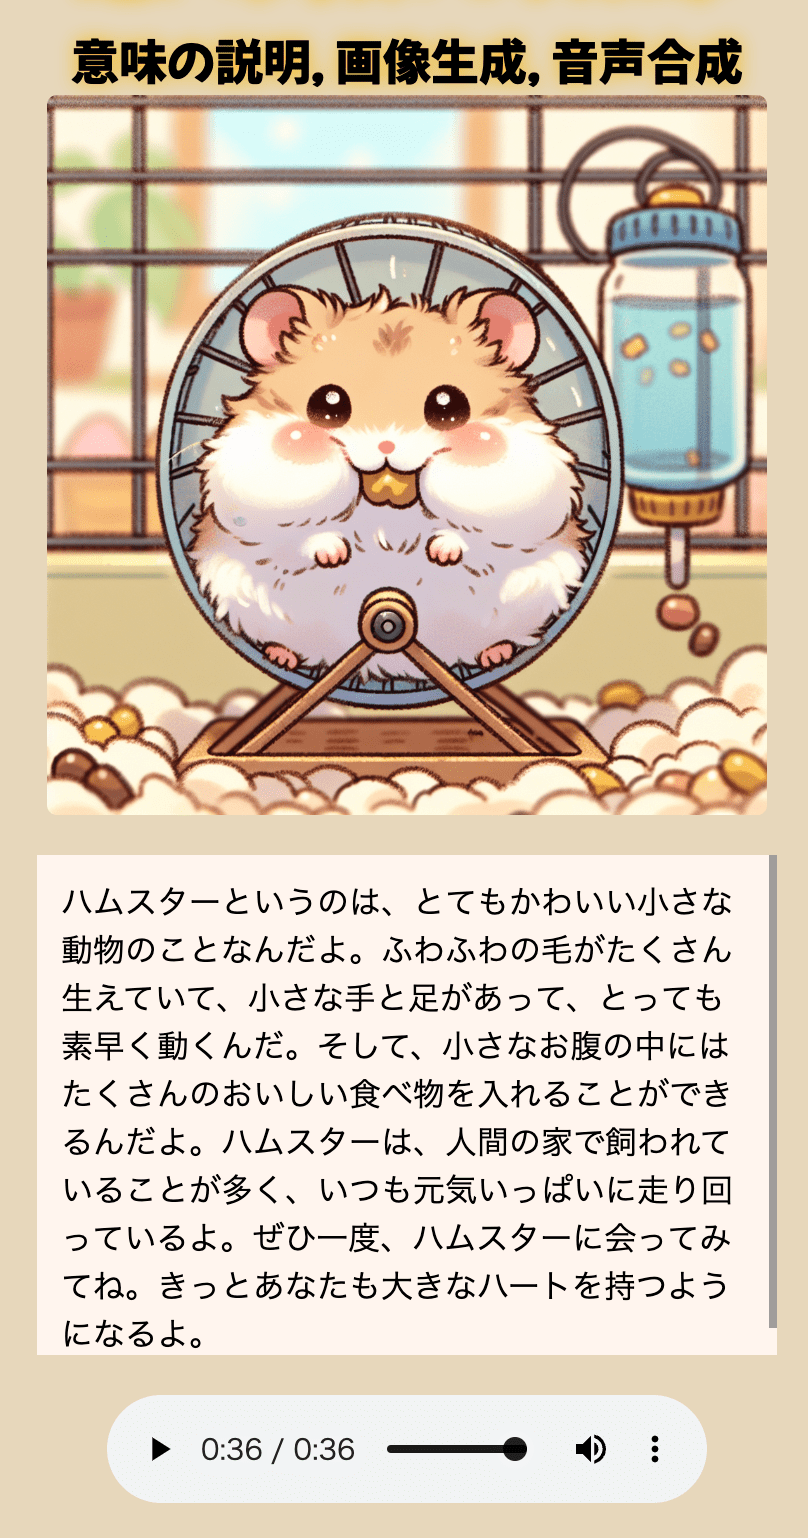 意味の説明, 画像生成, 音声合成
ハムスターというのは、とてもかわいい小さな
動物のことなんだよ。ふわふわの毛がたくさん
生えていて、小さな手と足があって、とっても
素早く動くんだ。そして、小さなお腹の中には
たくさんのおいしい食べ物を入れることができ
るんだよ。ハムスターは、人間の家で飼われて
いることが多く、いつも元気いっぱいに走り回
っているよ。ぜひ一度、ハムスターに会ってみ
てね。きっとあなたも大きなハートを持つよう
になるよ。
0:36 / 0:36